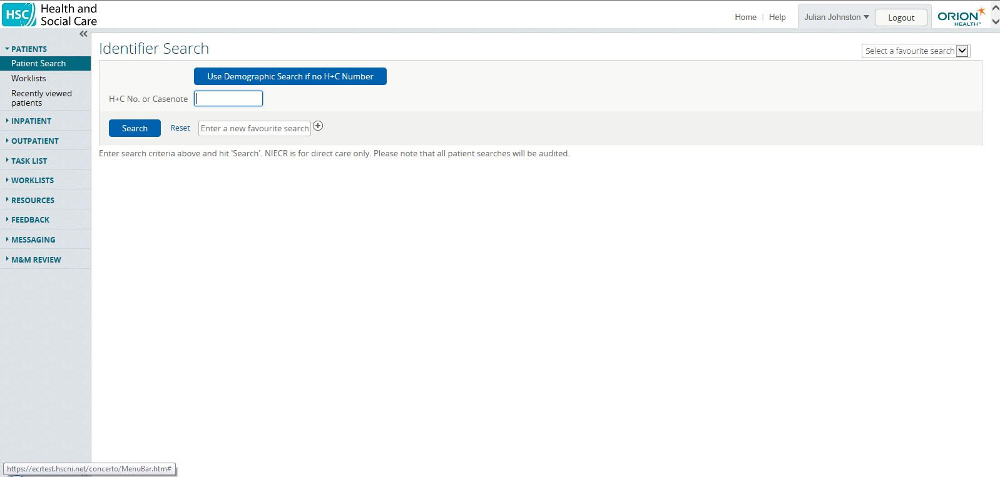 HSC Health and
Social Care
Home Help Julian Johnston Logout ORION
HEALTH™
PATIENTS
Patient Search
Worklists
Recently viewed
patients
INPATIENT
OUTPATIENT
TASK LIST
WORKLISTS
RESOURCES
FEEDBACK
MESSAGING
M&M REVIEW
Identifier Search
Select a favourite search
Use Demographic Search if no H+C Number
H+C No. or Casenote
Search Reset Enter a new favourite search
Enter search criteria above and hit 'Search'. NIECR is for direct care only. Please note that all patient searches will be audited.
https://ecrtest.hscni.net/concerto/MenuBar.htm#